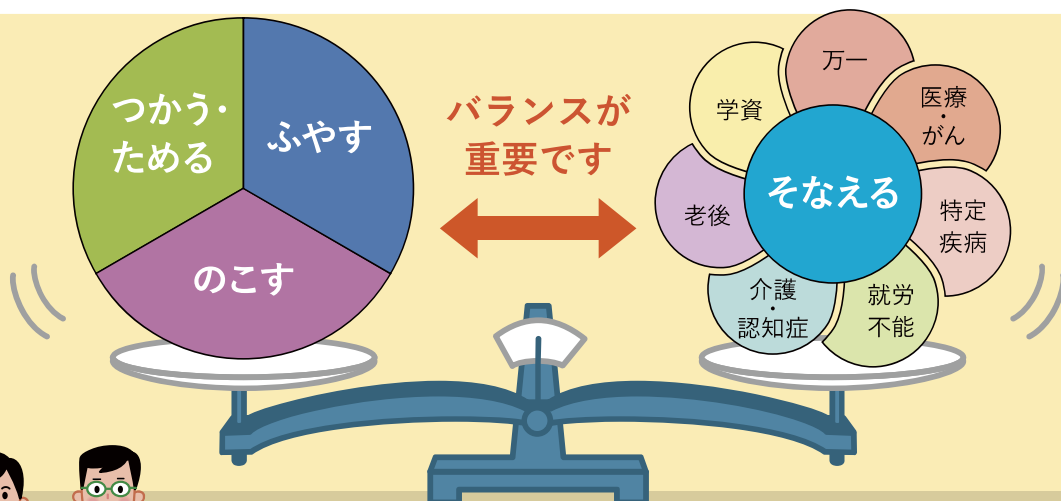 つかう・
ためる
ふやす
のこす
バランスが
重要です
そなえる
万一
医療
・
がん
特定
疾病
就労
不能
介護
・
認知症
老後
学資